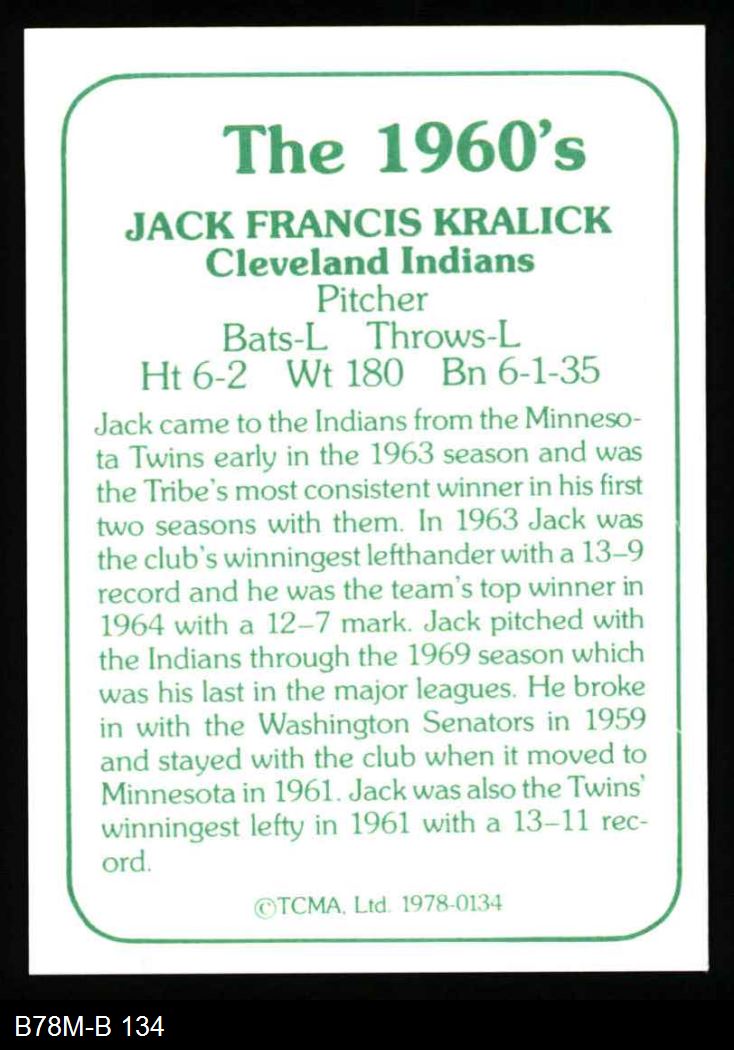 The 1960's
JACK FRANCIS KRALICK
Cleveland Indians
Pitcher
Bats-L Throws-L
Ht 6-2 Wt 180 Bn 6-1-35
Jack came to the Indians from the Minneso-
ta Twins early in the 1963 season and was
the Tribe's most consistent winner in his first
two seasons with them. In 1963 Jack was
the club's winningest lefthander with a 13–9
record and he was the team's top winner in
1964 with a 12–7 mark. Jack pitched with
the Indians through the 1969 season which
was his last in the major leagues. He broke
in with the Washington Senators in 1959
and stayed with the club when it moved to
Minnesota in 1961. Jack was also the Twins'
winningest lefty in 1961 with a 13–11 rec-
ord.
©TCMA, Ltd. 1978-0134
B78M-B 134